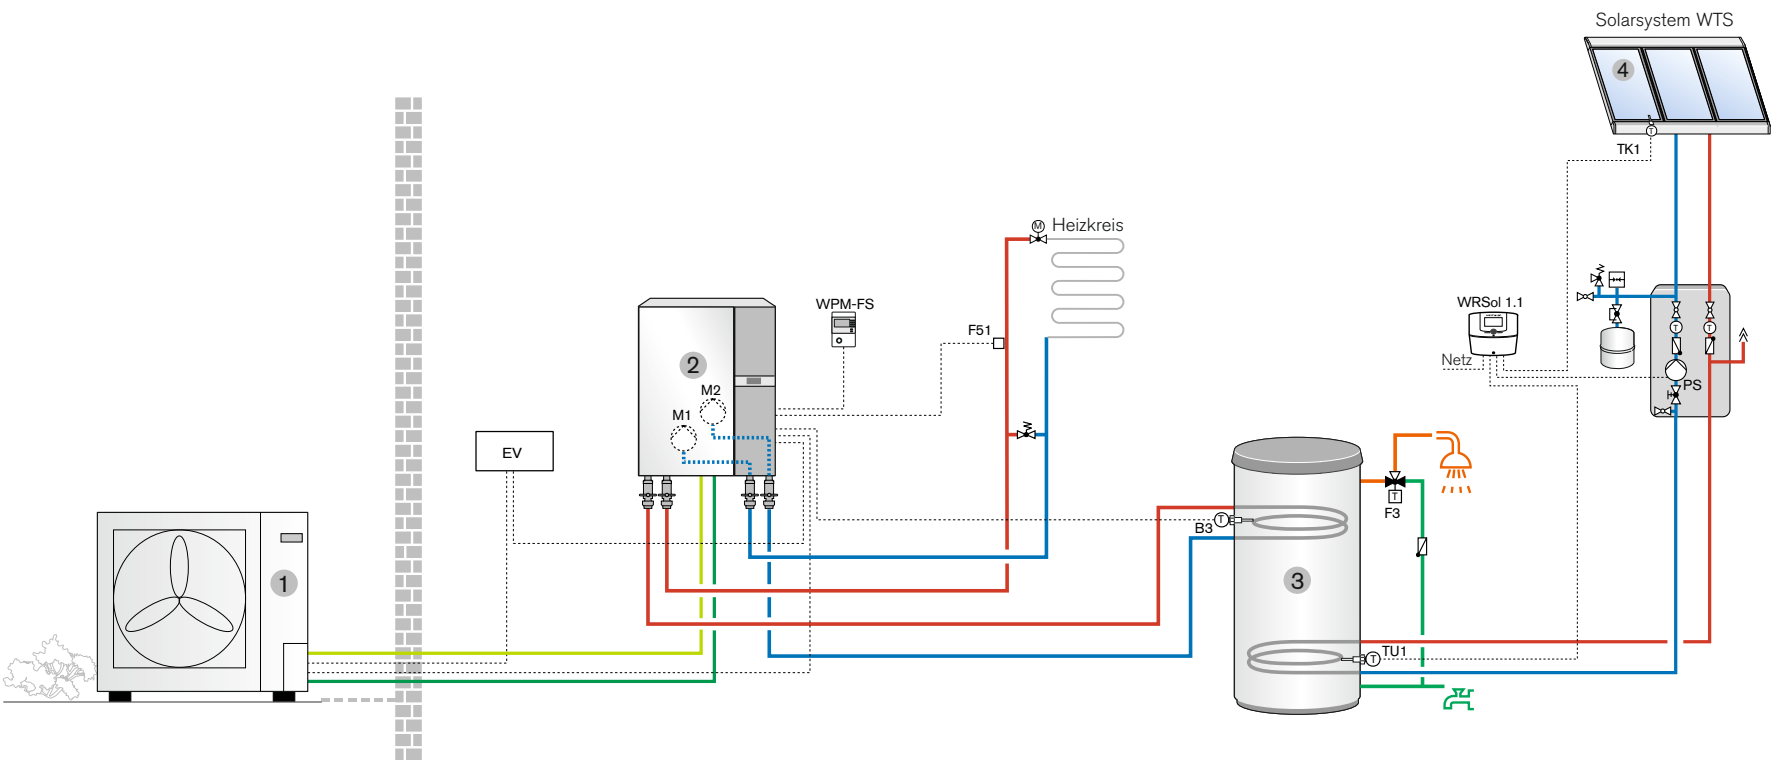 Solarsystem WTS
4
T
TK1
M Heizkreis
WPM-FS
WRSol 1.1
F51
Netz
T
T
PS
2
M2
M1
EV
T
F3
T
B3
1
3
T
TU1